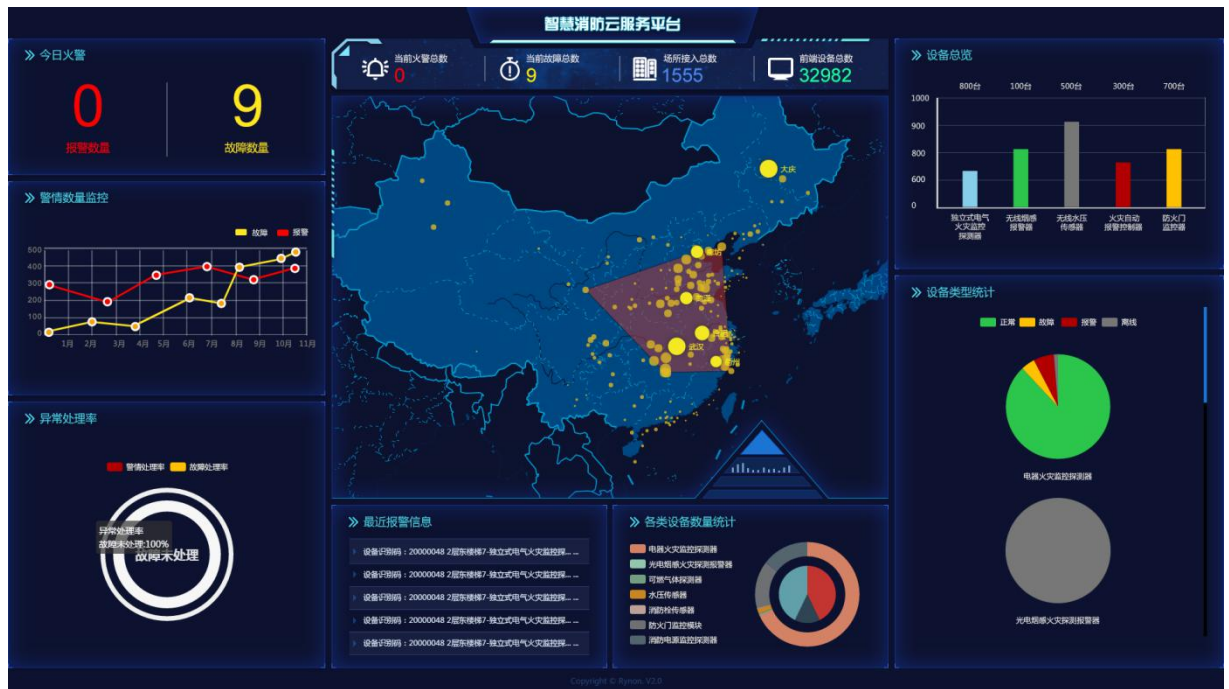 智慧消防云服务平台
今日火警
0
报警数量
9
故障数量
当前火警总数
0
当前故障总数
9
场所接入总数
1555
前端设备总数
32982
警情数量监控
故障 报警
500
400
300
200
100
0
1月 2月 3月 4月 5月 6月 7月 8月 9月 10月 11月
异常处理率
警情处理率 故障处理率
异常处理率
故障未处理:100%
故障未处理
大庆
武汉
最近报警信息
设备识别码：20000048 2层东楼梯7-独立式电气火灾监控探... ...
设备识别码：20000048 2层东楼梯7-独立式电气火灾监控探... ...
设备识别码：20000048 2层东楼梯7-独立式电气火灾监控探... ...
设备识别码：20000048 2层东楼梯7-独立式电气火灾监控探... ...
设备识别码：20000048 2层东楼梯7-独立式电气火灾监控探... ...
各类设备数量统计
电器火灾监控探测器
光电烟感火灾探测报警器
可燃气体探测器
水压传感器
消防栓传感器
防火门监控模块
消防电源监控探测器
设备总览
800台 100台 500台 300台 700台
1000
900
800
600
0
独立式电气
火灾监控
探测器
无线烟感
报警器
无线水压
传感器
火灾自动
报警控制器
防火门
监控器
设备类型统计
正常 故障 报警 离线
电器火灾监控探测器
光电烟感火灾探测报警器
Copyright © Rynon. V2.0